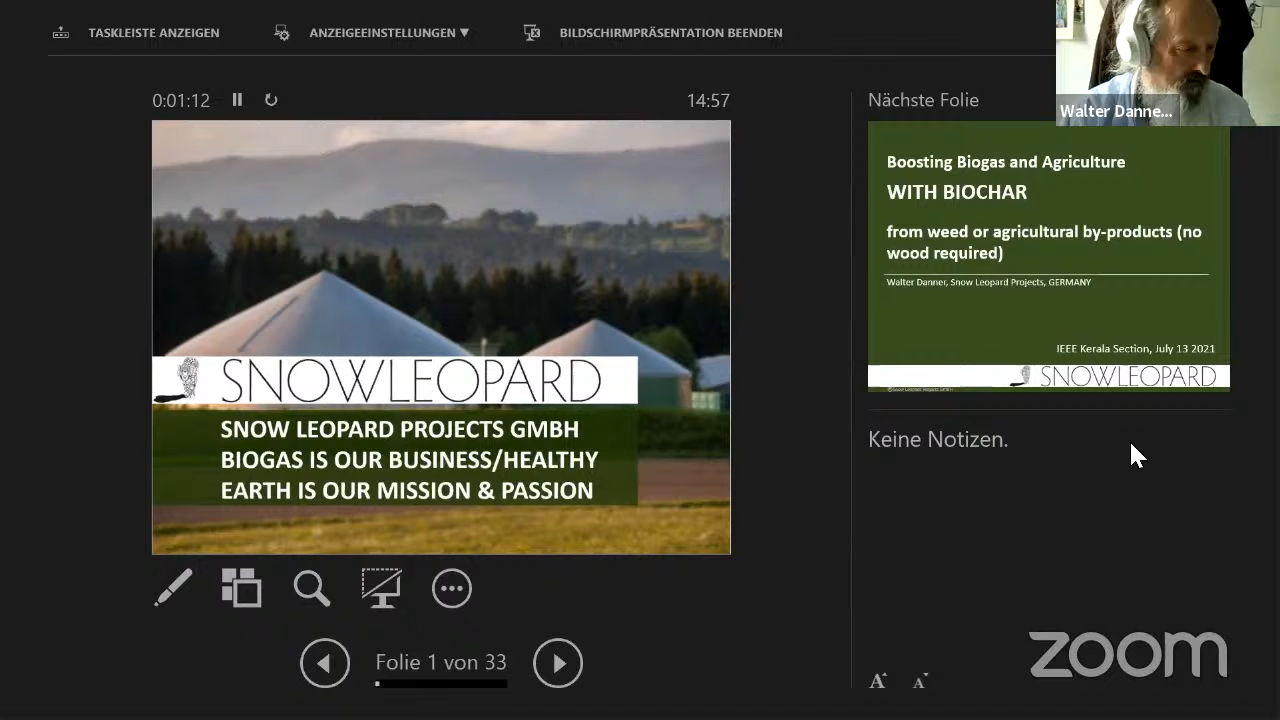 TASKLEISTE ANZEIGEN
ANZEIGEEINSTELLUNGEN ▼
BILDSCHIRMPRÄSENTATION BEENDEN
0:01:12
14:57
SNOWLEOPARD
SNOW LEOPARD PROJECTS GMBH
BIOGAS IS OUR BUSINESS/HEALTHY
EARTH IS OUR MISSION & PASSION
Folie 1 von 33
Nächste Folie
Walter Danne...
Boosting Biogas and Agriculture
WITH BIOCHAR
from weed or agricultural by-products (no
wood required)
Walter Danner, Snow Leopard Projects, GERMANY
IEEE Kerala Section, July 13 2021
SNOWLEOPARD
Keine Notizen.
A A
zoom